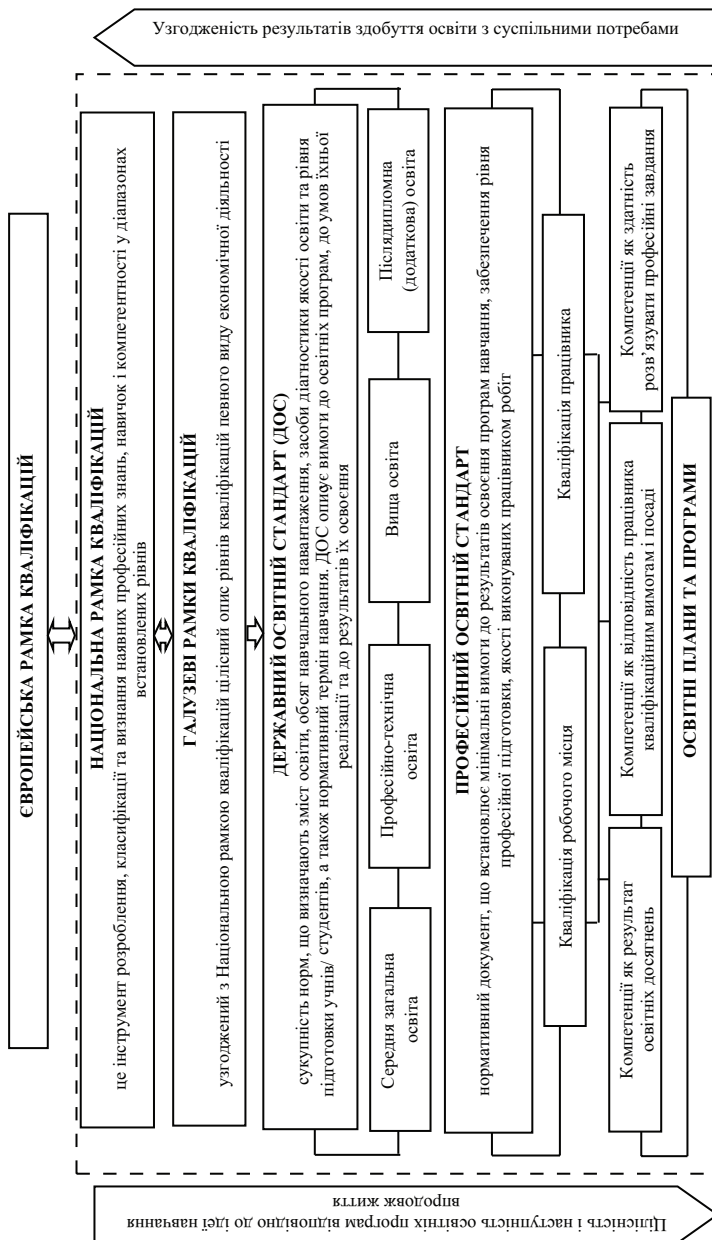 Узгодженість результатів здобуття освіти з суспільними потребами
ЄВРОПЕЙСЬКА РАМКА КВАЛІФІКАЦІЙ
НАЦІОНАЛЬНА РАМКА КВАЛІФІКАЦІЙ
це інструмент розроблення, класифікації та визнання наявних професійних знань, навичок і компетентності у діапазонах
встановлених рівнів
ГАЛУЗЕВІ РАМКИ КВАЛІФІКАЦІЙ
узгоджений з Національною рамкою кваліфікацій цілісний опис рівнів кваліфікацій певного виду економічної діяльності
ДЕРЖАВНИЙ ОСВІТНІЙ СТАНДАРТ (ДОС)
сукупність норм, що визначають зміст освіти, обсяг навчального навантаження, засоби діагностики якості освіти та рівня
підготовки учнів/ студентів, а також нормативний термін навчання. ДОС описує вимоги до освітніх програм, до умов їхньої
реалізації та до результатів їх освоєння
Середня загальна
освіта
Професійно-технічна
освіта
Вища освіта
Післядипломна
(додаткова) освіта
ПРОФЕСІЙНИЙ ОСВІТНІЙ СТАНДАРТ
нормативний документ, що встановлює мінімальні вимоги до результатів освоєння програм навчання, забезпечення рівня
професійної підготовки, якості виконуваних працівником робіт
Кваліфікація робочого місця
Кваліфікація працівника
Компетенції як результат
освітніх досягнень
Компетенції як відповідність працівника
кваліфікаційним вимогам і посаді
Компетенції як здатність
розв'язувати професійні завдання
ОСВІТНІ ПЛАНИ ТА ПРОГРАМИ
Цілісність і наступність освітніх програм відповідно до ідеї навчання
впродовж життя